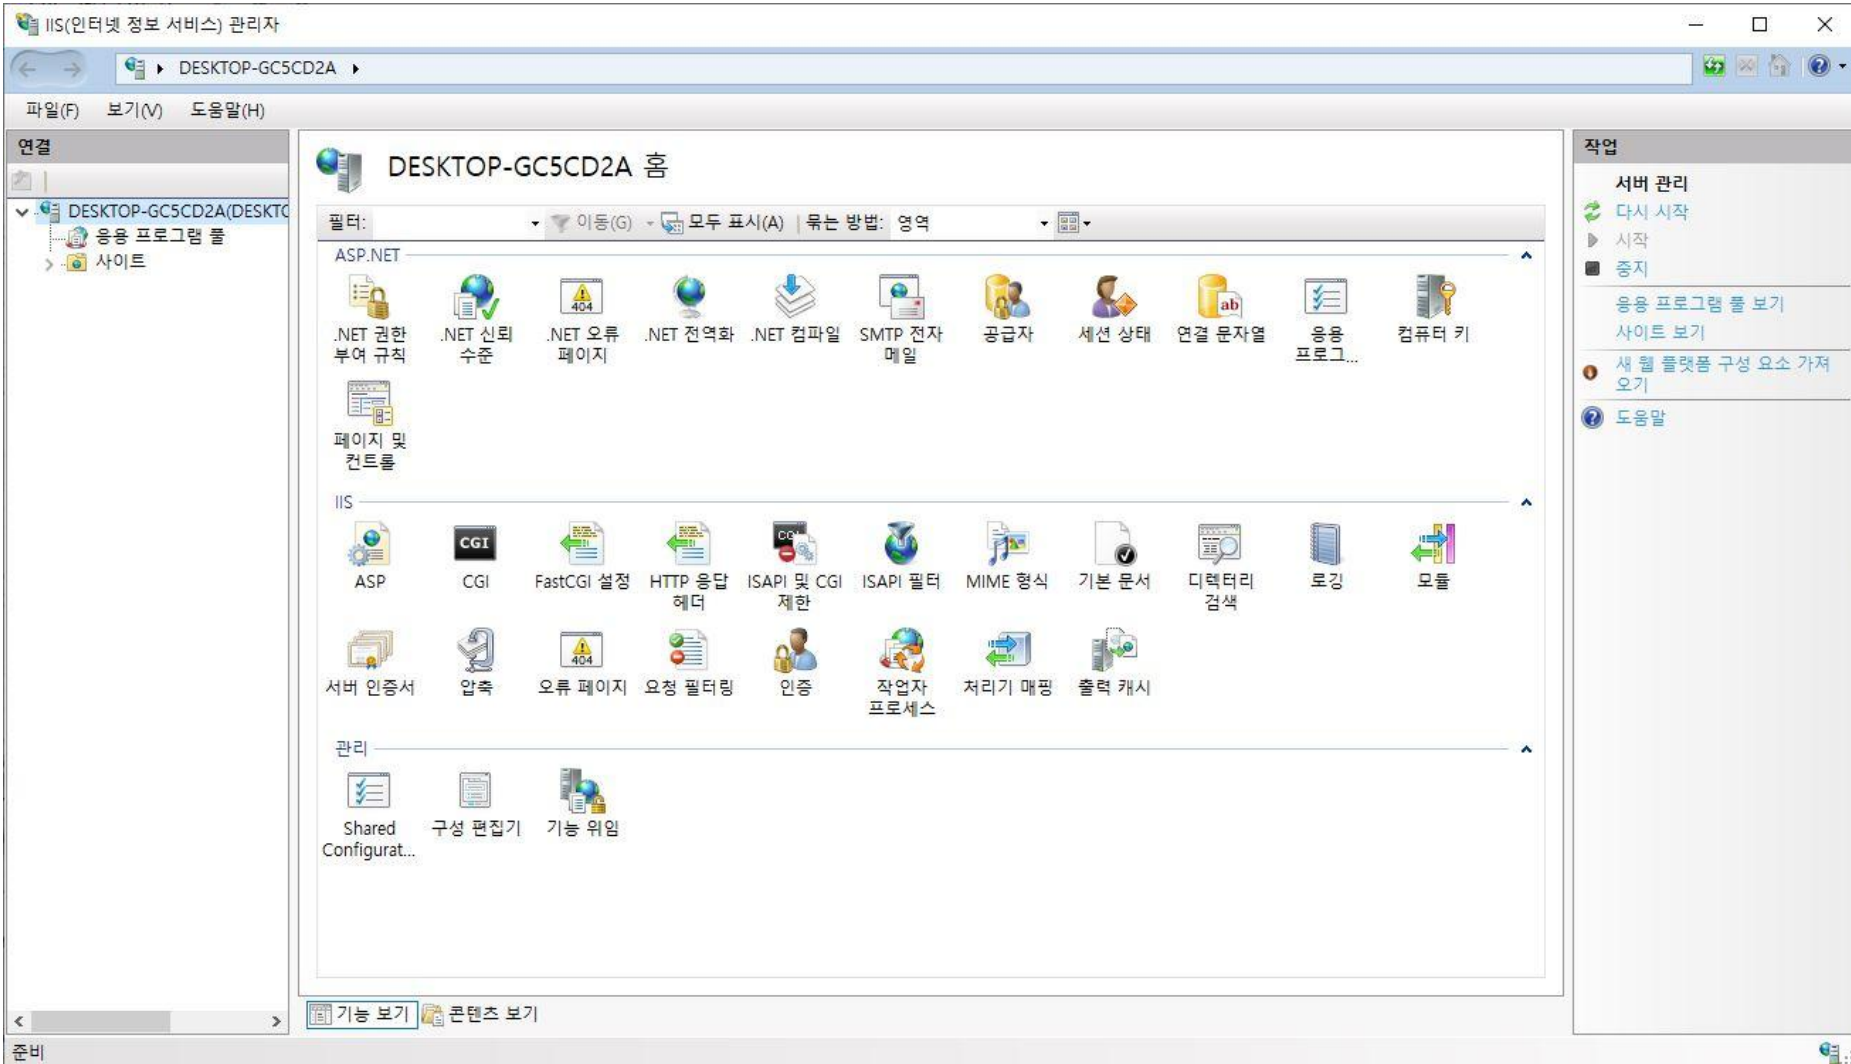 IIS(인터넷 정보 서비스) 관리자
DESKTOP-GC5CD2A
파일(F) 보기(V) 도움말(H)
연결
DESKTOP-GC5CD2A(DESKTO
응용 프로그램 풀
사이트
DESKTOP-GC5CD2A 홈
필터: 이동(G) 모두 표시(A) 묶는 방법: 영역
ASP.NET
404
ab
.NET 권한 부여 규칙
.NET 신뢰 수준
.NET 오류 페이지
.NET 전역화
.NET 컴파일
SMTP 전자 메일
공급자
세션 상태
연결 문자열
응용 프로그...
컴퓨터 키
페이지 및 컨트롤
IIS
CGI
ASP
CGI
FastCGI 설정
HTTP 응답 헤더
ISAPI 및 CGI 제한
ISAPI 필터
MIME 형식
기본 문서
디렉터리 검색
로깅
모듈
404
서버 인증서
압축
오류 페이지
요청 필터링
인증
작업자 프로세스
처리기 매핑
출력 캐시
관리
Shared Configurat...
구성 편집기
기능 위임
기능 보기 콘텐츠 보기
작업
서버 관리
다시 시작
시작
중지
응용 프로그램 풀 보기
사이트 보기
새 웹 플랫폼 구성 요소 가져
오기
도움말
준비